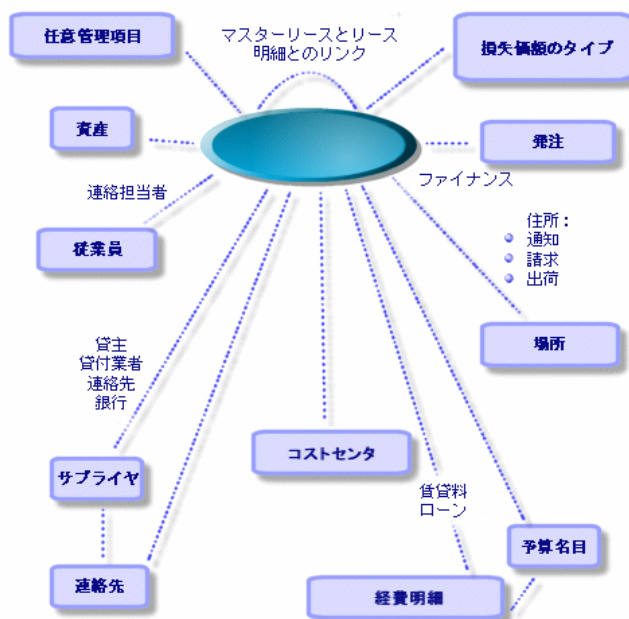 マスターリースとリース
明細とのリンク
任意管理項目
損失価額のタイプ
資産
発注
ファイナンス
連絡担当者
従業員
住所：
通知
請求
出荷
場所
貸主
貸付業者
連絡先
銀行
コストセンタ
サプライヤ
賃貸料
ローン
予算名目
連絡先
経費明細